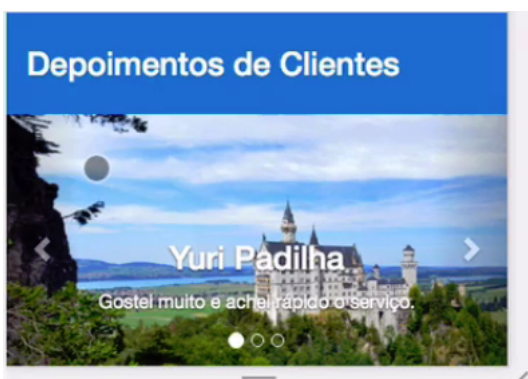 Depoimentos de Clientes
Yuri Padilha
Gostei muito e achei rápido o serviço.